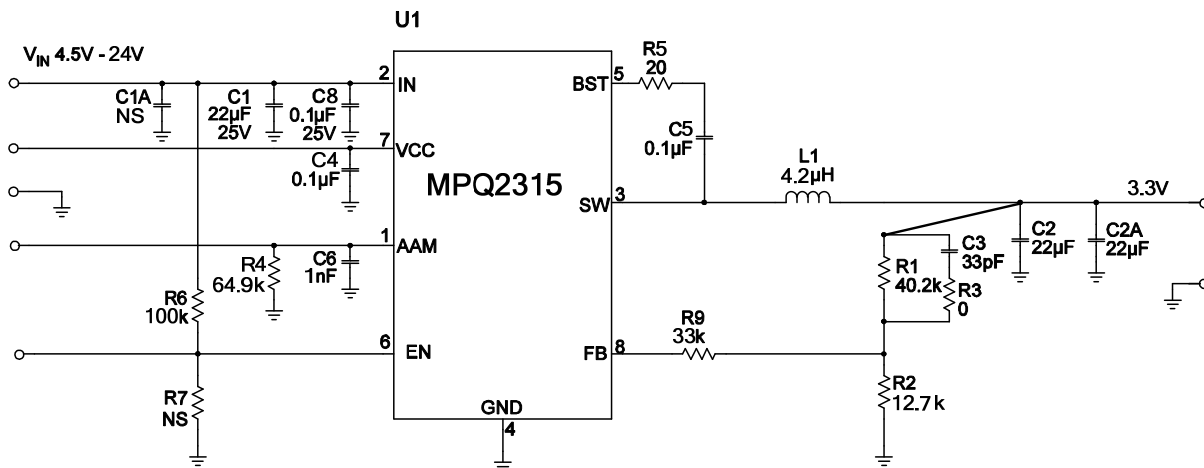 U1
V_IN 4.5V - 24V
C1A
NS
C1
22µF
25V
C8
0.1µF
25V
2
IN
7
VCC
C4
0.1µF
MPQ2315
1
AAM
R4
64.9k
C6
1nF
R6
100k
6
EN
R7
NS
GND
4
BST
5
R5
20
C5
0.1µF
SW
3
L1
4.2µH
3.3V
C2
22µF
C2A
22µF
C3
33pF
R1
40.2k
R3
0
FB
8
R9
33k
R2
12.7k